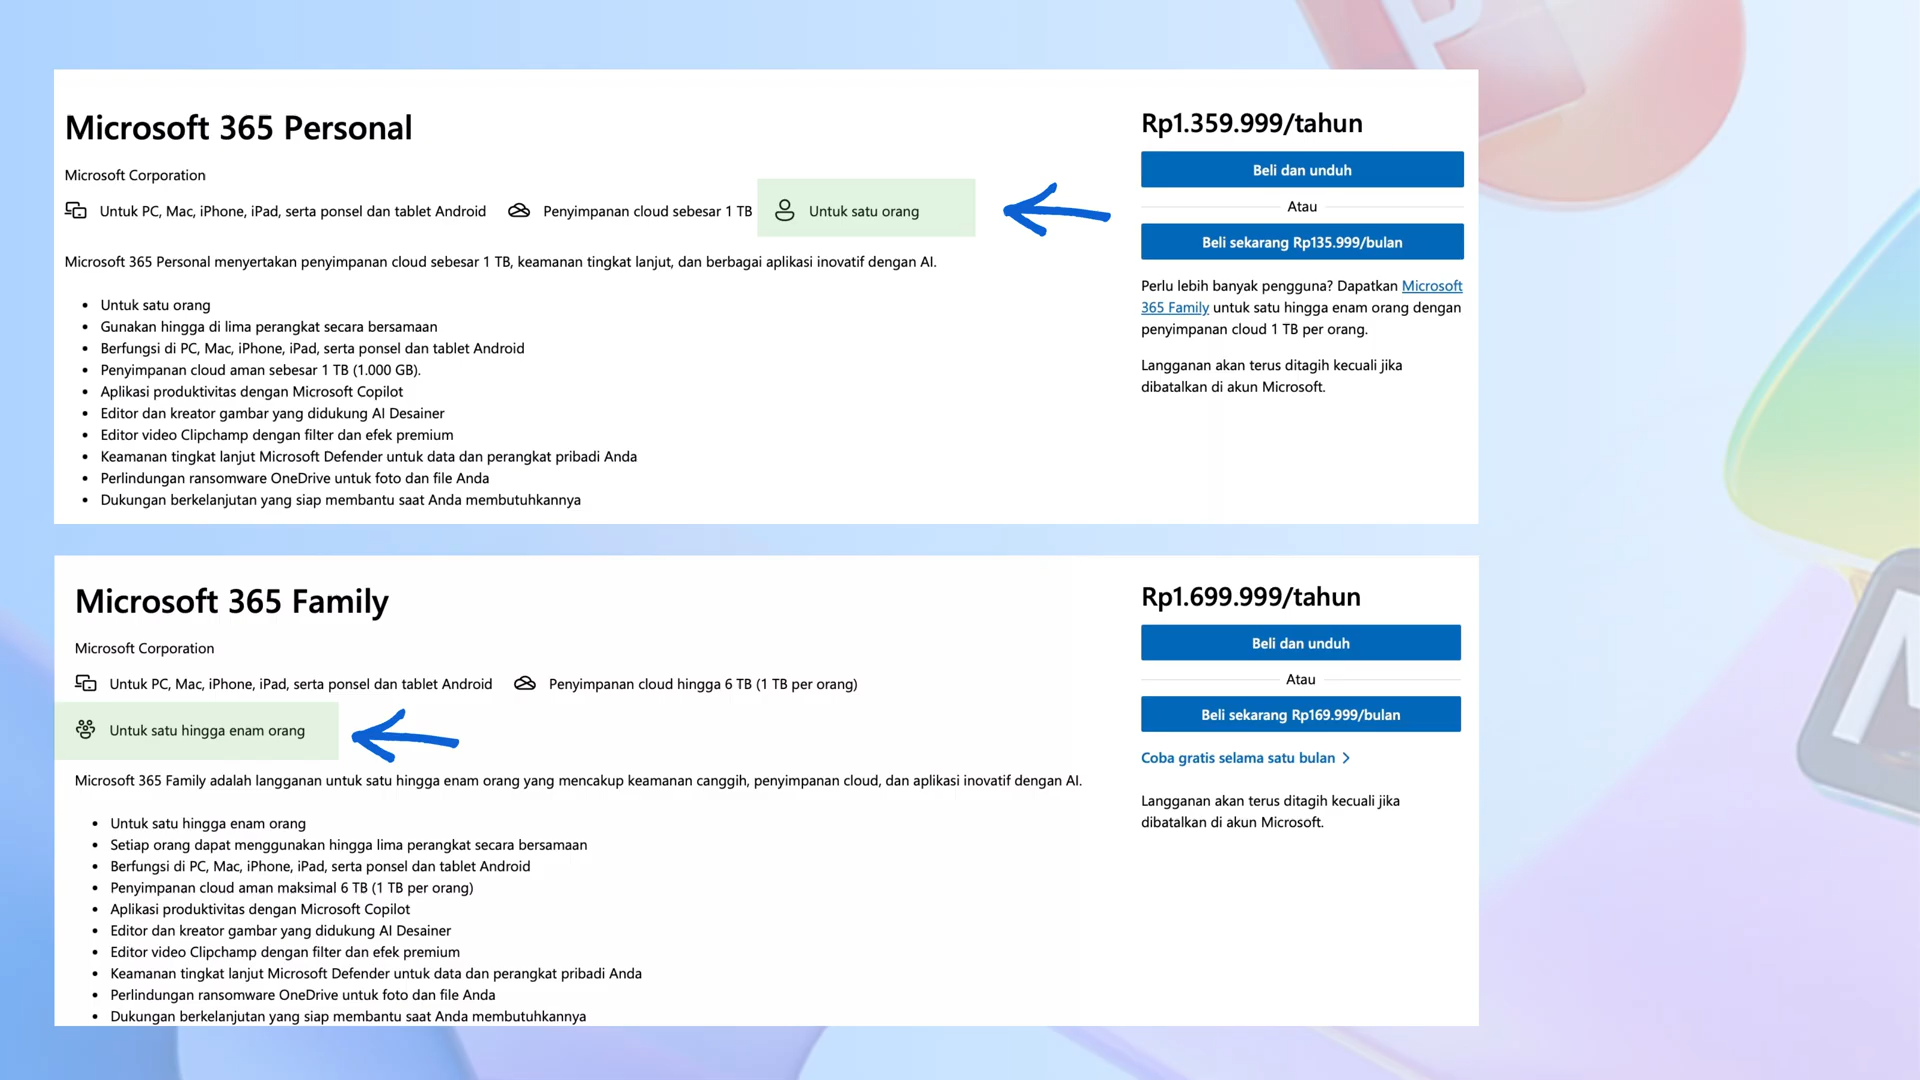 Microsoft 365 Personal
Microsoft Corporation
Untuk PC, Mac, iPhone, iPad, serta ponsel dan tablet Android
Penyimpanan cloud sebesar 1 TB
Untuk satu orang
Microsoft 365 Personal menyertakan penyimpanan cloud sebesar 1 TB, keamanan tingkat lanjut, dan berbagai aplikasi inovatif dengan AI.
• Untuk satu orang
• Gunakan hingga di lima perangkat secara bersamaan
• Berfungsi di PC, Mac, iPhone, iPad, serta ponsel dan tablet Android
• Penyimpanan cloud aman sebesar 1 TB (1.000 GB).
• Aplikasi produktivitas dengan Microsoft Copilot
• Editor dan kreator gambar yang didukung AI Desainer
• Editor video Clipchamp dengan filter dan efek premium
• Keamanan tingkat lanjut Microsoft Defender untuk data dan perangkat pribadi Anda
• Perlindungan ransomware OneDrive untuk foto dan file Anda
• Dukungan berkelanjutan yang siap membantu saat Anda membutuhkannya
Rp1.359.999/tahun
Beli dan unduh
Atau
Beli sekarang Rp135.999/bulan
Perlu lebih banyak pengguna? Dapatkan Microsoft
365 Family untuk satu hingga enam orang dengan
penyimpanan cloud 1 TB per orang.
Langganan akan terus ditagih kecuali jika
dibatalkan di akun Microsoft.
Microsoft 365 Family
Microsoft Corporation
Untuk PC, Mac, iPhone, iPad, serta ponsel dan tablet Android
Penyimpanan cloud hingga 6 TB (1 TB per orang)
Untuk satu hingga enam orang
Microsoft 365 Family adalah langganan untuk satu hingga enam orang yang mencakup keamanan canggih, penyimpanan cloud, dan aplikasi inovatif dengan AI.
• Untuk satu hingga enam orang
• Setiap orang dapat menggunakan hingga lima perangkat secara bersamaan
• Berfungsi di PC, Mac, iPhone, iPad, serta ponsel dan tablet Android
• Penyimpanan cloud aman maksimal 6 TB (1 TB per orang)
• Aplikasi produktivitas dengan Microsoft Copilot
• Editor dan kreator gambar yang didukung AI Desainer
• Editor video Clipchamp dengan filter dan efek premium
• Keamanan tingkat lanjut Microsoft Defender untuk data dan perangkat pribadi Anda
• Perlindungan ransomware OneDrive untuk foto dan file Anda
• Dukungan berkelanjutan yang siap membantu saat Anda membutuhkannya
Rp1.699.999/tahun
Beli dan unduh
Atau
Beli sekarang Rp169.999/bulan
Coba gratis selama satu bulan >
Langganan akan terus ditagih kecuali jika
dibatalkan di akun Microsoft.